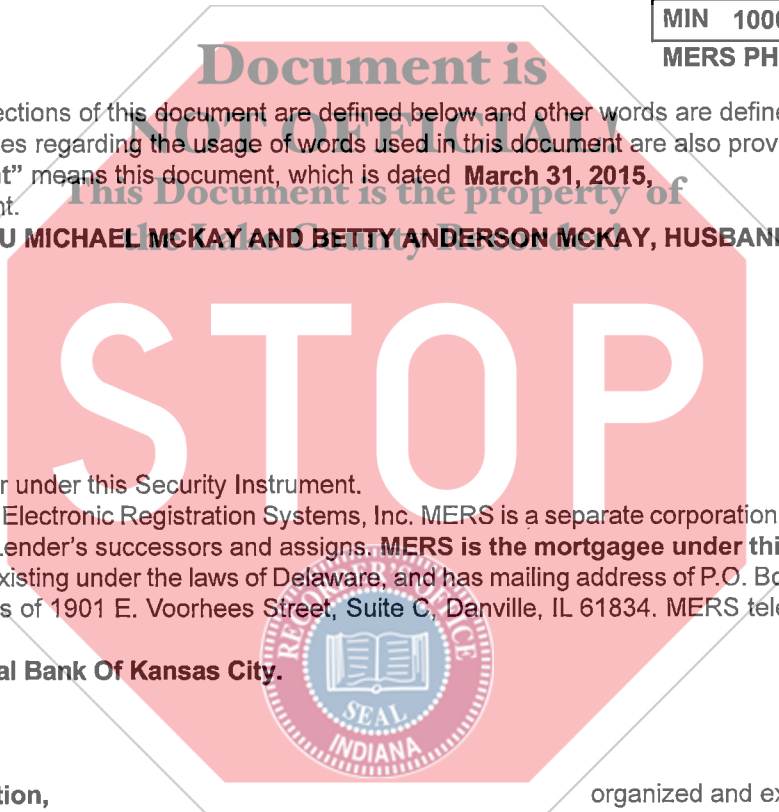 MIN 1000
MERS PH
Document is
ections of this document are defined below and other words are define
NOT OFFICIAL!
es regarding the usage of words used in this document are also prov
t” means this document, which is dated March 31, 2015,
This Document is the property of
nt.
the Lake County Recorder!
U MICHAEL MCKAY AND BETTY ANDERSON MCKAY, HUSBAND
STOP
r under this Security Instrument.
Electronic Registration Systems, Inc. MERS is a separate corporation
Lender’s successors and assigns. MERS is the mortgagee under thi
xisting under the laws of Delaware, and has mailing address of P.O. Bo
s of 1901 E. Voorhees Street, Suite C, Danville, IL 61834. MERS tele
al Bank Of Kansas City.
RECORDER'S OFFICE
SEAL
INDIANA
tion,
organized and ex